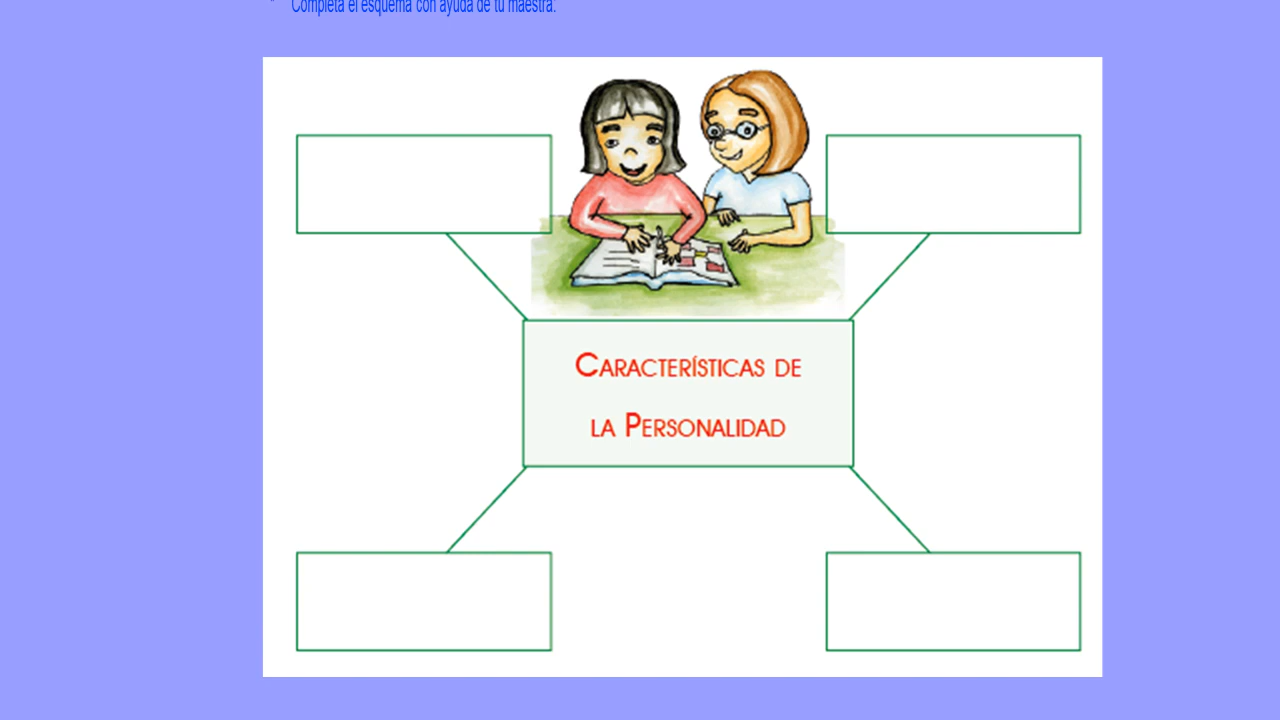 * Completa el esquema con ayuda de tu maestra:
CARACTERÍSTICAS DE
LA PERSONALIDAD